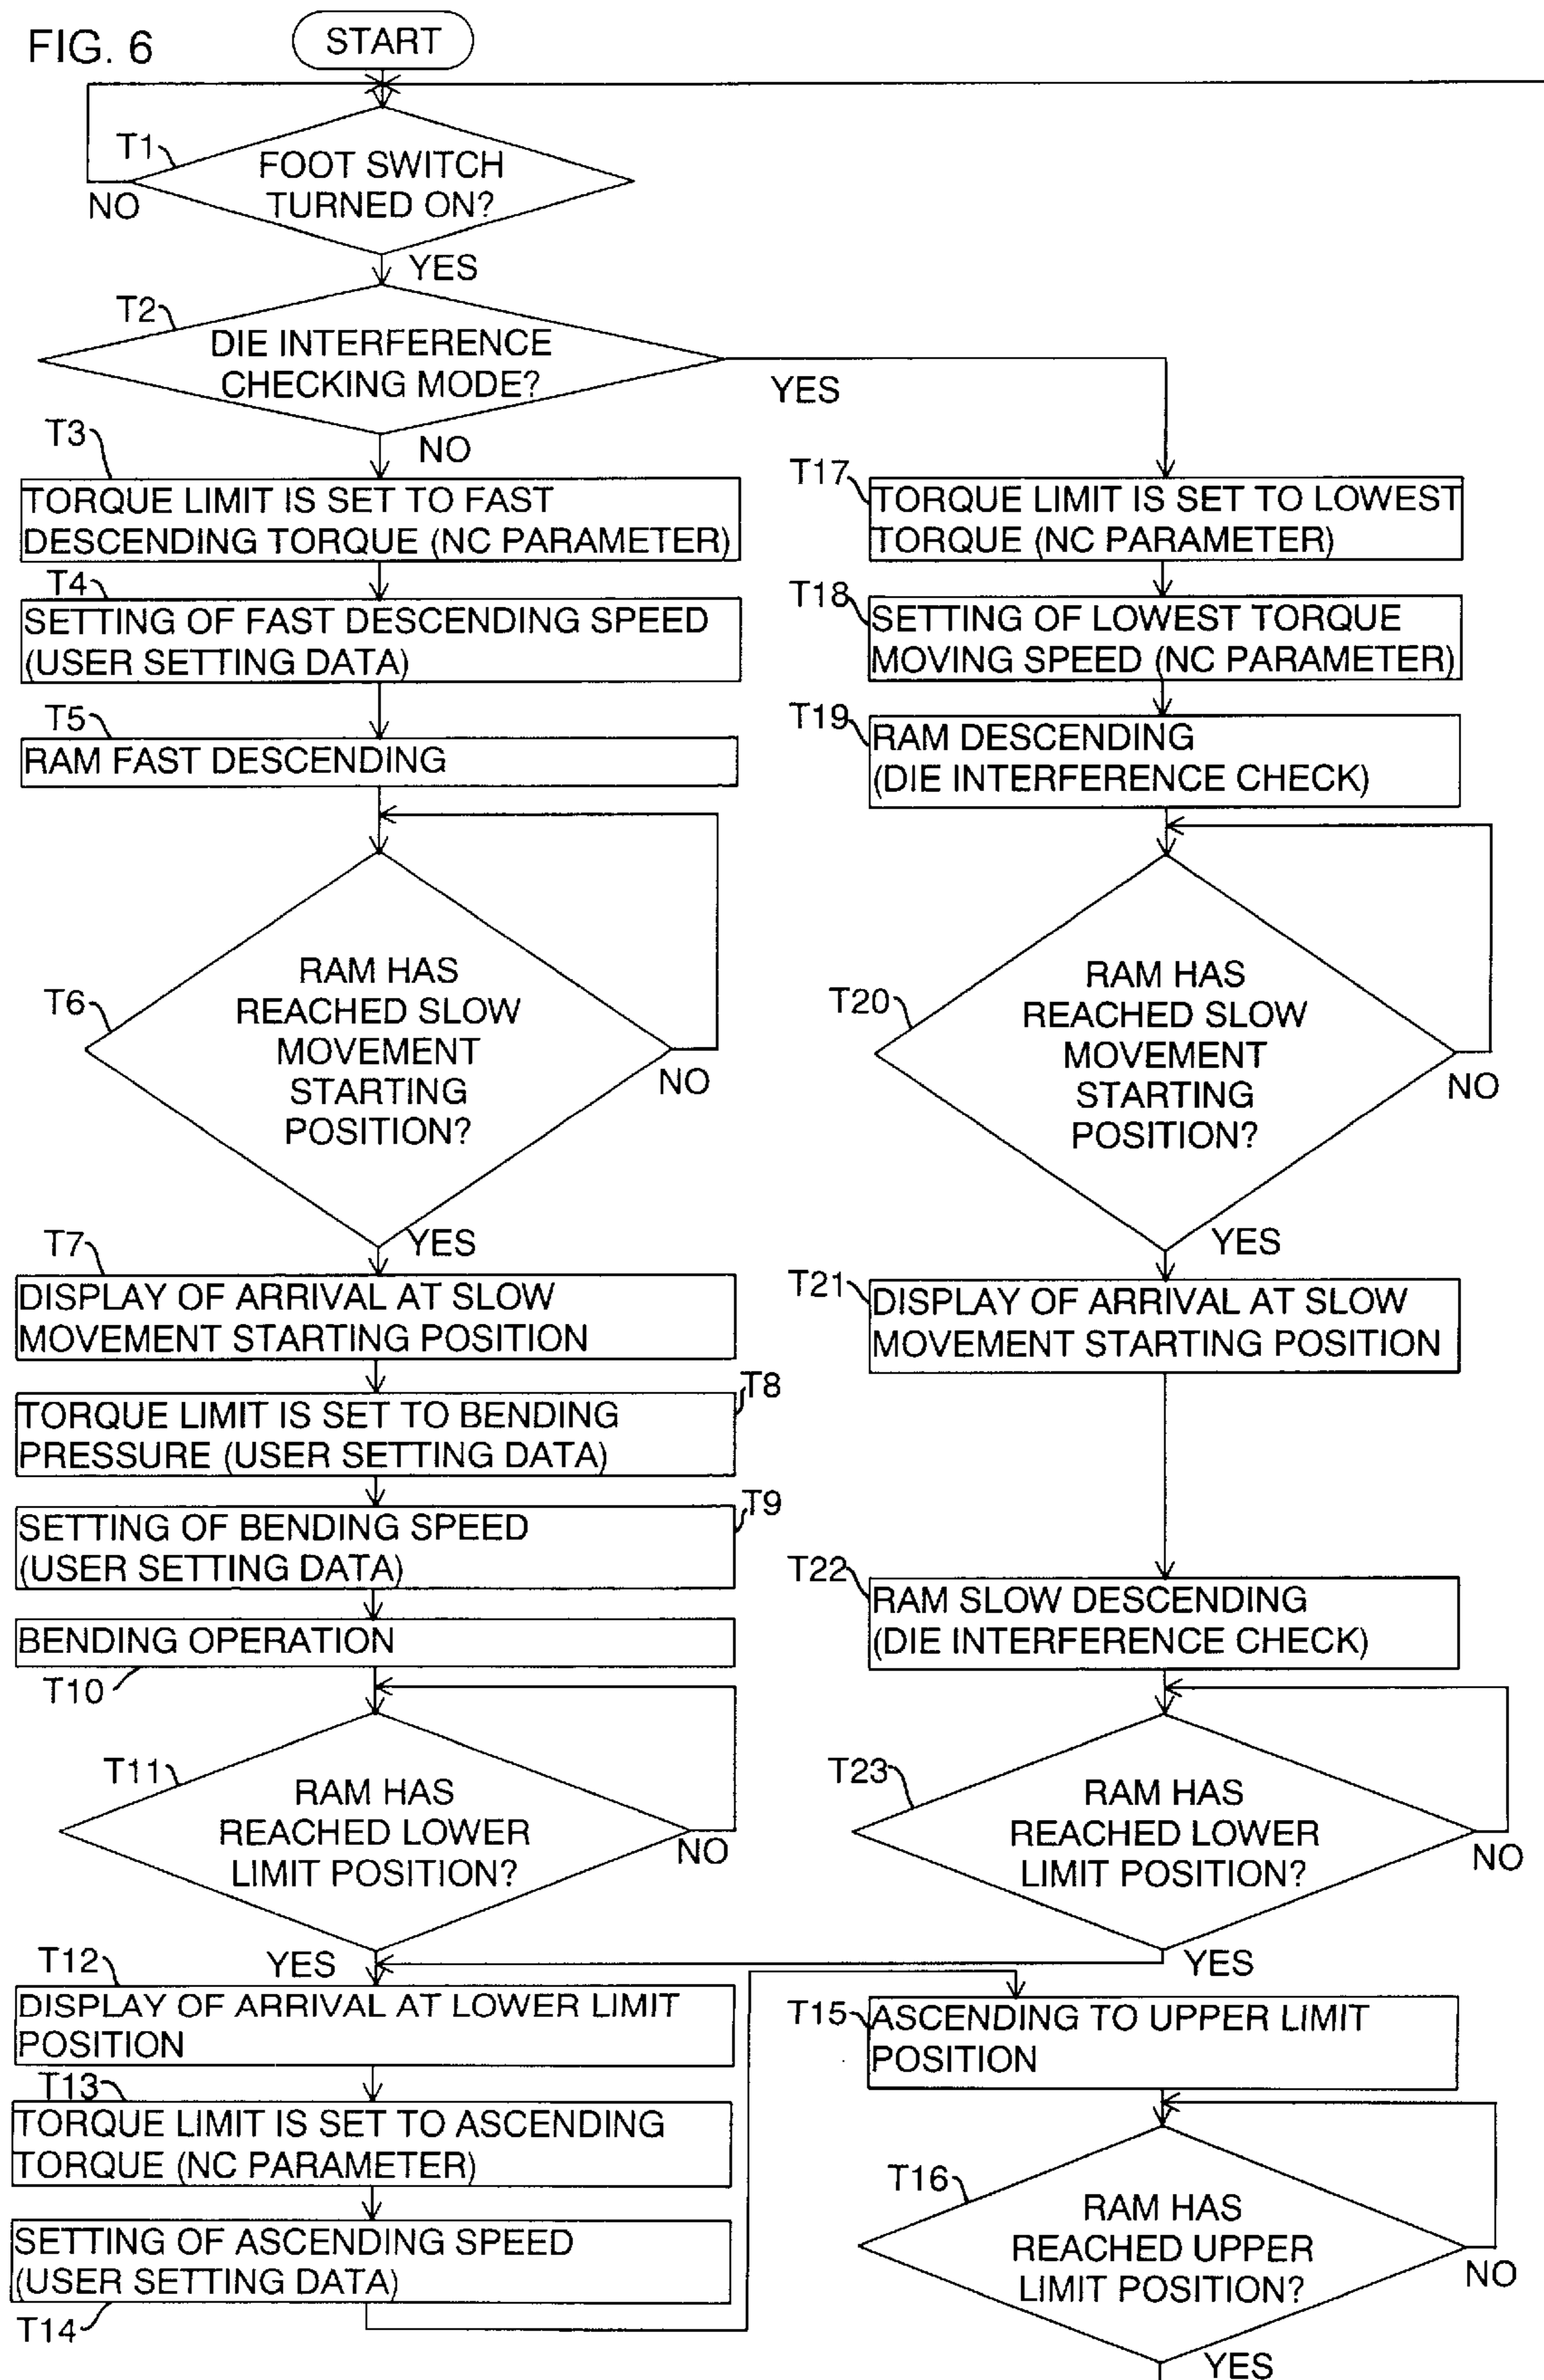 FIG. 6
START
T1
FOOT SWITCH
TURNED ON?
NO
YES
T2
DIE INTERFERENCE
CHECKING MODE?
YES
NO
T3
TORQUE LIMIT IS SET TO FAST
DESCENDING TORQUE (NC PARAMETER)
T4
SETTING OF FAST DESCENDING SPEED
(USER SETTING DATA)
T5
RAM FAST DESCENDING
T6
RAM HAS
REACHED SLOW
MOVEMENT
STARTING
POSITION?
NO
YES
T7
DISPLAY OF ARRIVAL AT SLOW
MOVEMENT STARTING POSITION
T8
TORQUE LIMIT IS SET TO BENDING
PRESSURE (USER SETTING DATA)
T9
SETTING OF BENDING SPEED
(USER SETTING DATA)
BENDING OPERATION
T10
T11
RAM HAS
REACHED LOWER
LIMIT POSITION?
NO
YES
T12
DISPLAY OF ARRIVAL AT LOWER LIMIT
POSITION
T13
TORQUE LIMIT IS SET TO ASCENDING
TORQUE (NC PARAMETER)
SETTING OF ASCENDING SPEED
(USER SETTING DATA)
T14
T17
TORQUE LIMIT IS SET TO LOWEST
TORQUE (NC PARAMETER)
T18
SETTING OF LOWEST TORQUE
MOVING SPEED (NC PARAMETER)
T19
RAM DESCENDING
(DIE INTERFERENCE CHECK)
T20
RAM HAS
REACHED SLOW
MOVEMENT
STARTING
POSITION?
NO
YES
T21
DISPLAY OF ARRIVAL AT SLOW
MOVEMENT STARTING POSITION
T22
RAM SLOW DESCENDING
(DIE INTERFERENCE CHECK)
T23
RAM HAS
REACHED LOWER
LIMIT POSITION?
NO
YES
T15
ASCENDING TO UPPER LIMIT
POSITION
T16
RAM HAS
REACHED UPPER
LIMIT POSITION?
NO
YES